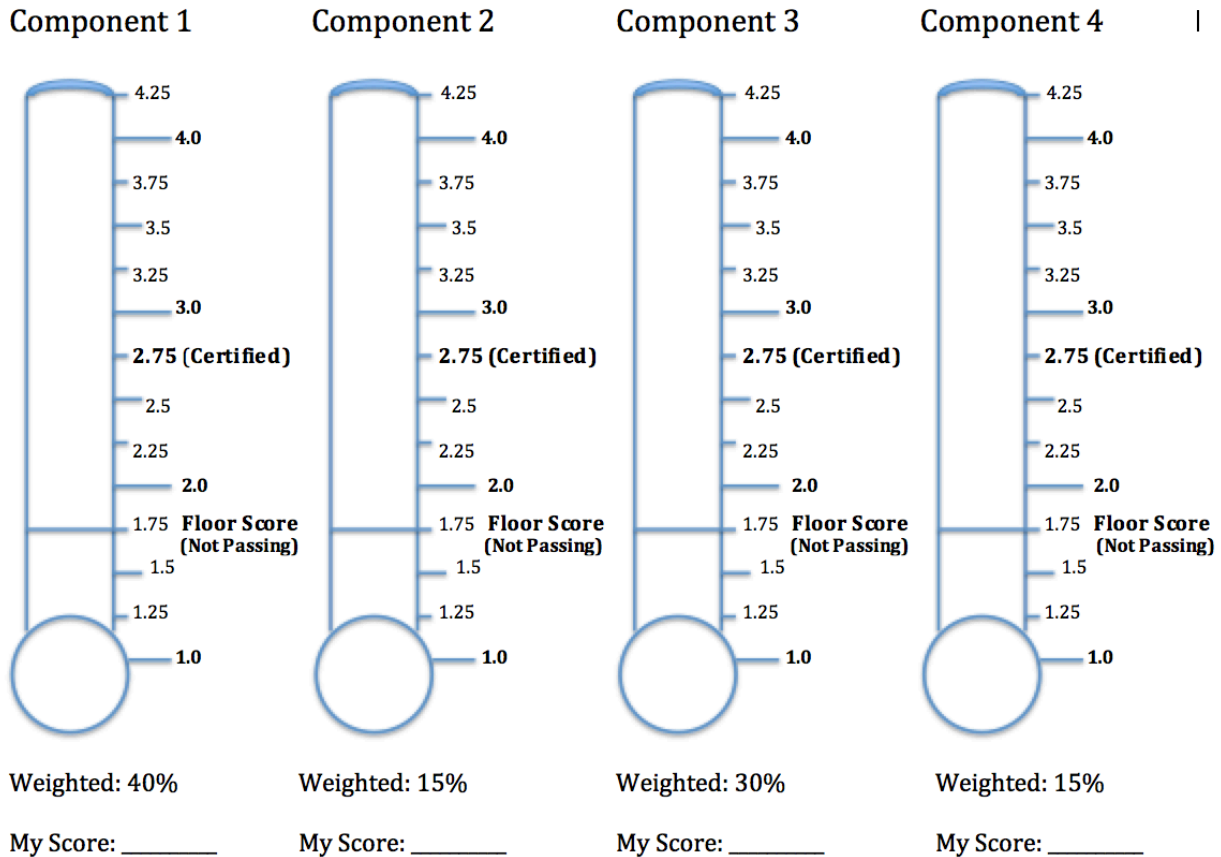 Component 1 Component 2 Component 3 Component 4
4.25 4.25 4.25 4.25
4.0 4.0 4.0 4.0
3.75 3.75 3.75 3.75
3.5 3.5 3.5 3.5
3.25 3.25 3.25 3.25
3.0 3.0 3.0 3.0
2.75 (Certified) 2.75 (Certified) 2.75 (Certified) 2.75 (Certified)
2.5 2.5 2.5 2.5
2.25 2.25 2.25 2.25
2.0 2.0 2.0 2.0
1.75 Floor Score 1.75 Floor Score 1.75 Floor Score 1.75 Floor Score
(Not Passing) (Not Passing) (Not Passing) (Not Passing)
1.5 1.5 1.5 1.5
1.25 1.25 1.25 1.25
1.0 1.0 1.0 1.0
Weighted: 40% Weighted: 15% Weighted: 30% Weighted: 15%
My Score: ________ My Score: ________ My Score: ________ My Score: ________